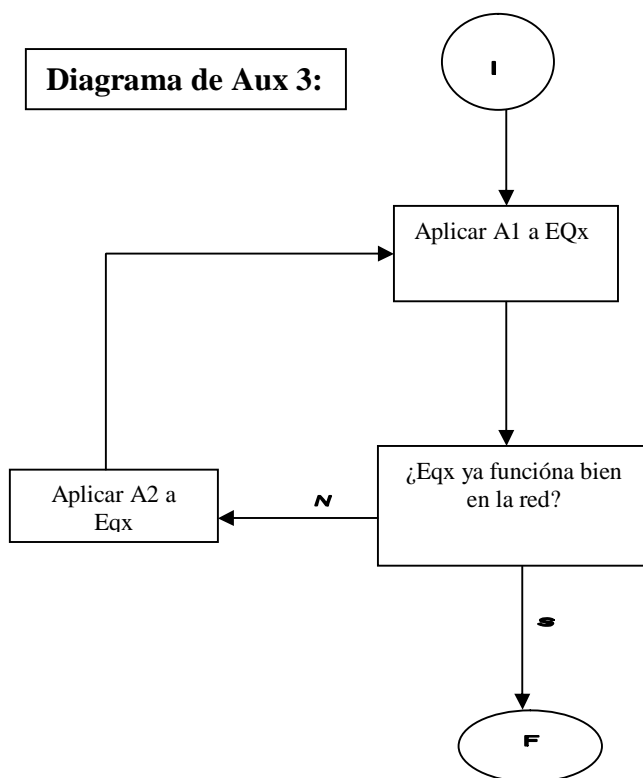 Diagrama de Aux 3:
I
Aplicar A1 a EQx
¿Eqx ya funcióna bien
en la red?
N
Aplicar A2 a
Eqx
S
F